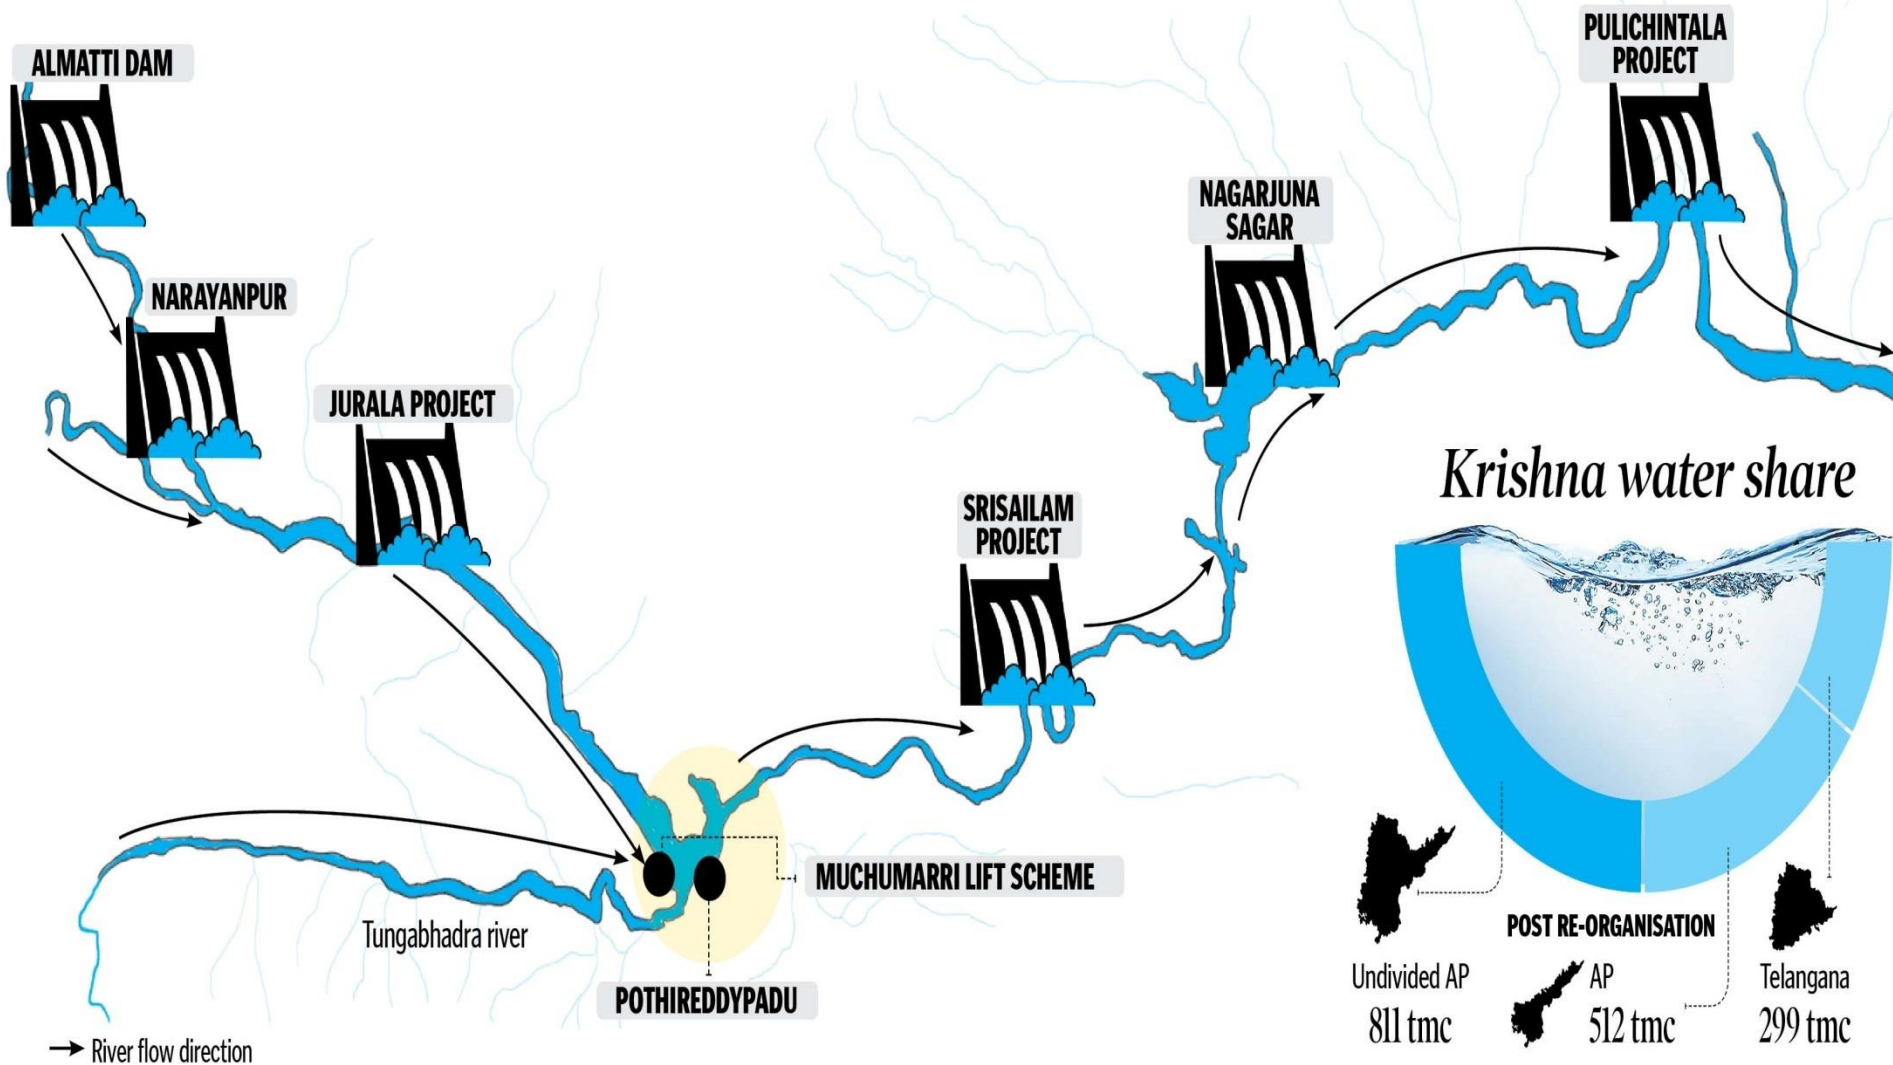 ALMATTI DAM
NARAYANPUR
JURALA PROJECT
SRISAILAM
PROJECT
NAGARJUNA
SAGAR
PULICHINTALA
PROJECT
MUCHUMARRI LIFT SCHEME
Tungabhadra river
POTHIREDDYPADU
River flow direction
Krishna water share
POST RE-ORGANISATION
Undivided AP
811 tmc
AP
512 tmc
Telangana
299 tmc